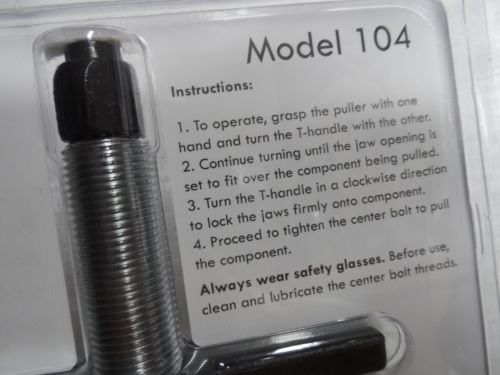 Model 104
Instructions:
1. To operate, grasp the puller with one
hand and turn the T-handle with the other.
2. Continue turning until the jaw opening is
set to fit over the component being pulled.
3. Turn the T-handle in a clockwise direction
to lock the jaws firmly onto component.
4. Proceed to tighten the center bolt to pull
the component.
Always wear safety glasses. Before use,
clean and lubricate the center bolt threads.